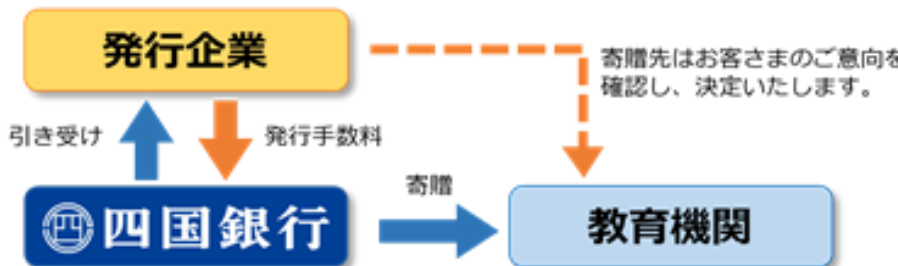 発行企業
寄贈先はお客さまのご意向を
確認し、決定いたします。
引き受け
発行手数料
寄贈
四国銀行
教育機関